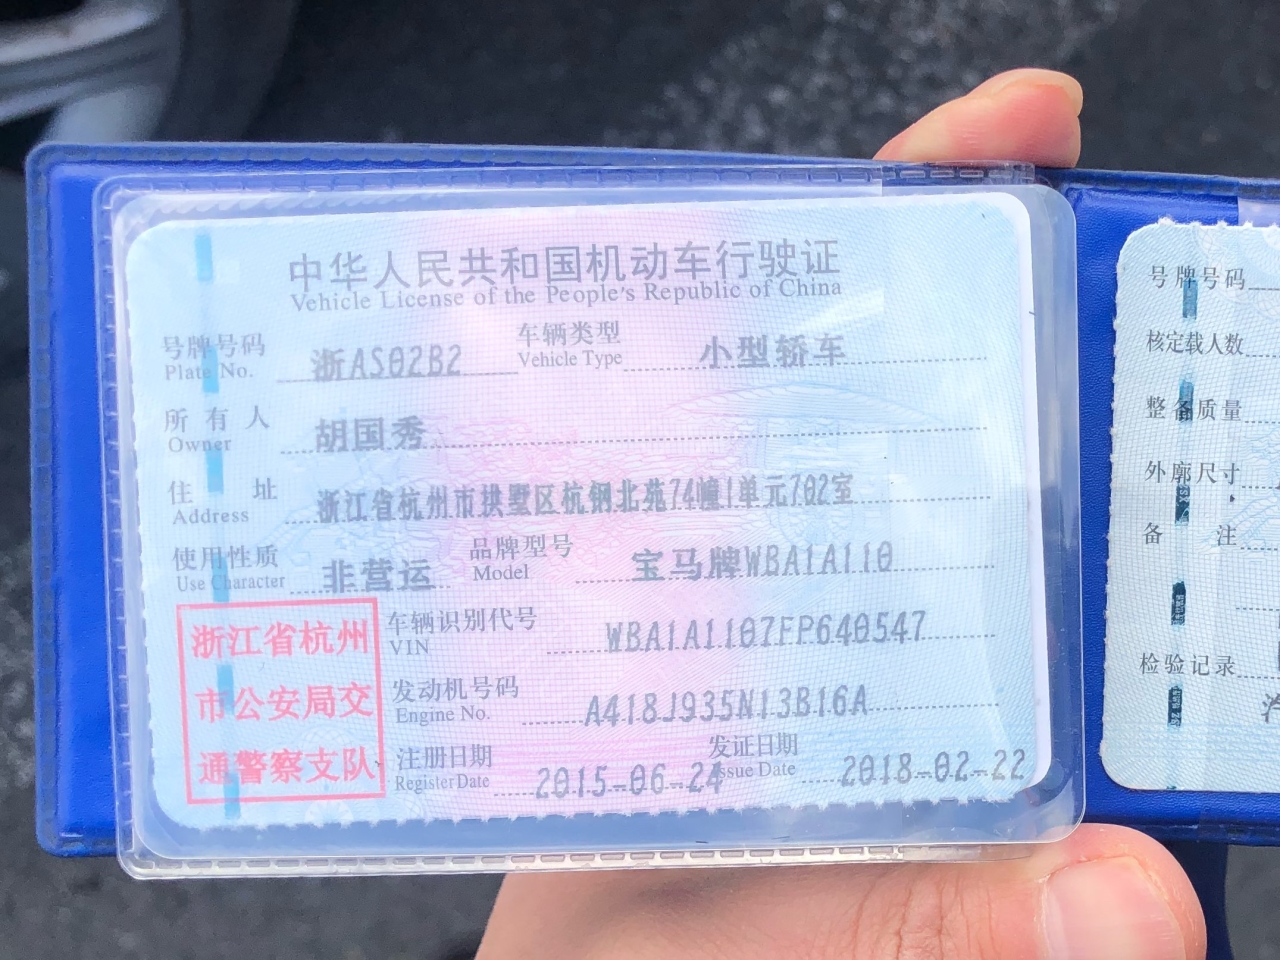 中华人民共和国机动车行驶证
Vehicle License of the People's Republic of China
号牌号码 浙AS02B2 车辆类型 小型轿车
Plate No. Vehicle Type
所有人 胡国秀
Owner
住址 浙江省杭州市拱墅区杭钢北苑74幢1单元702室
Address
使用性质 非营运 品牌型号 宝马牌WBA1A110
Use Character Model
浙江省杭州
市公安局交
通警察支队
车辆识别代号 WBA1A1107FP640547
VIN
发动机号码 A418J935N13B16A
Engine No.
注册日期 2015-06-24 发证日期 2018-02-22
Register Date Issue Date
号牌号码
核定载人数
整备质量
外廓尺寸
备注
检验记录